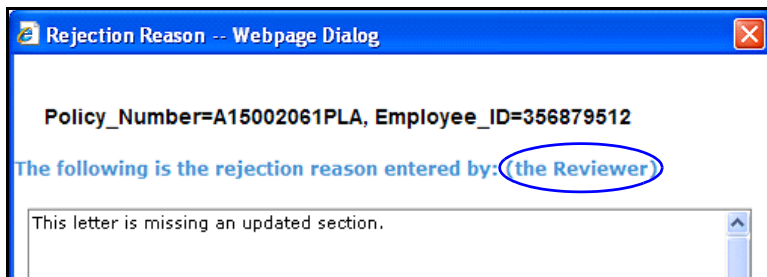 Rejection Reason -- Webpage Dialog
Policy_Number=A15002061PLA, Employee_ID=356879512
The following is the rejection reason entered by: (the Reviewer)
This letter is missing an updated section.